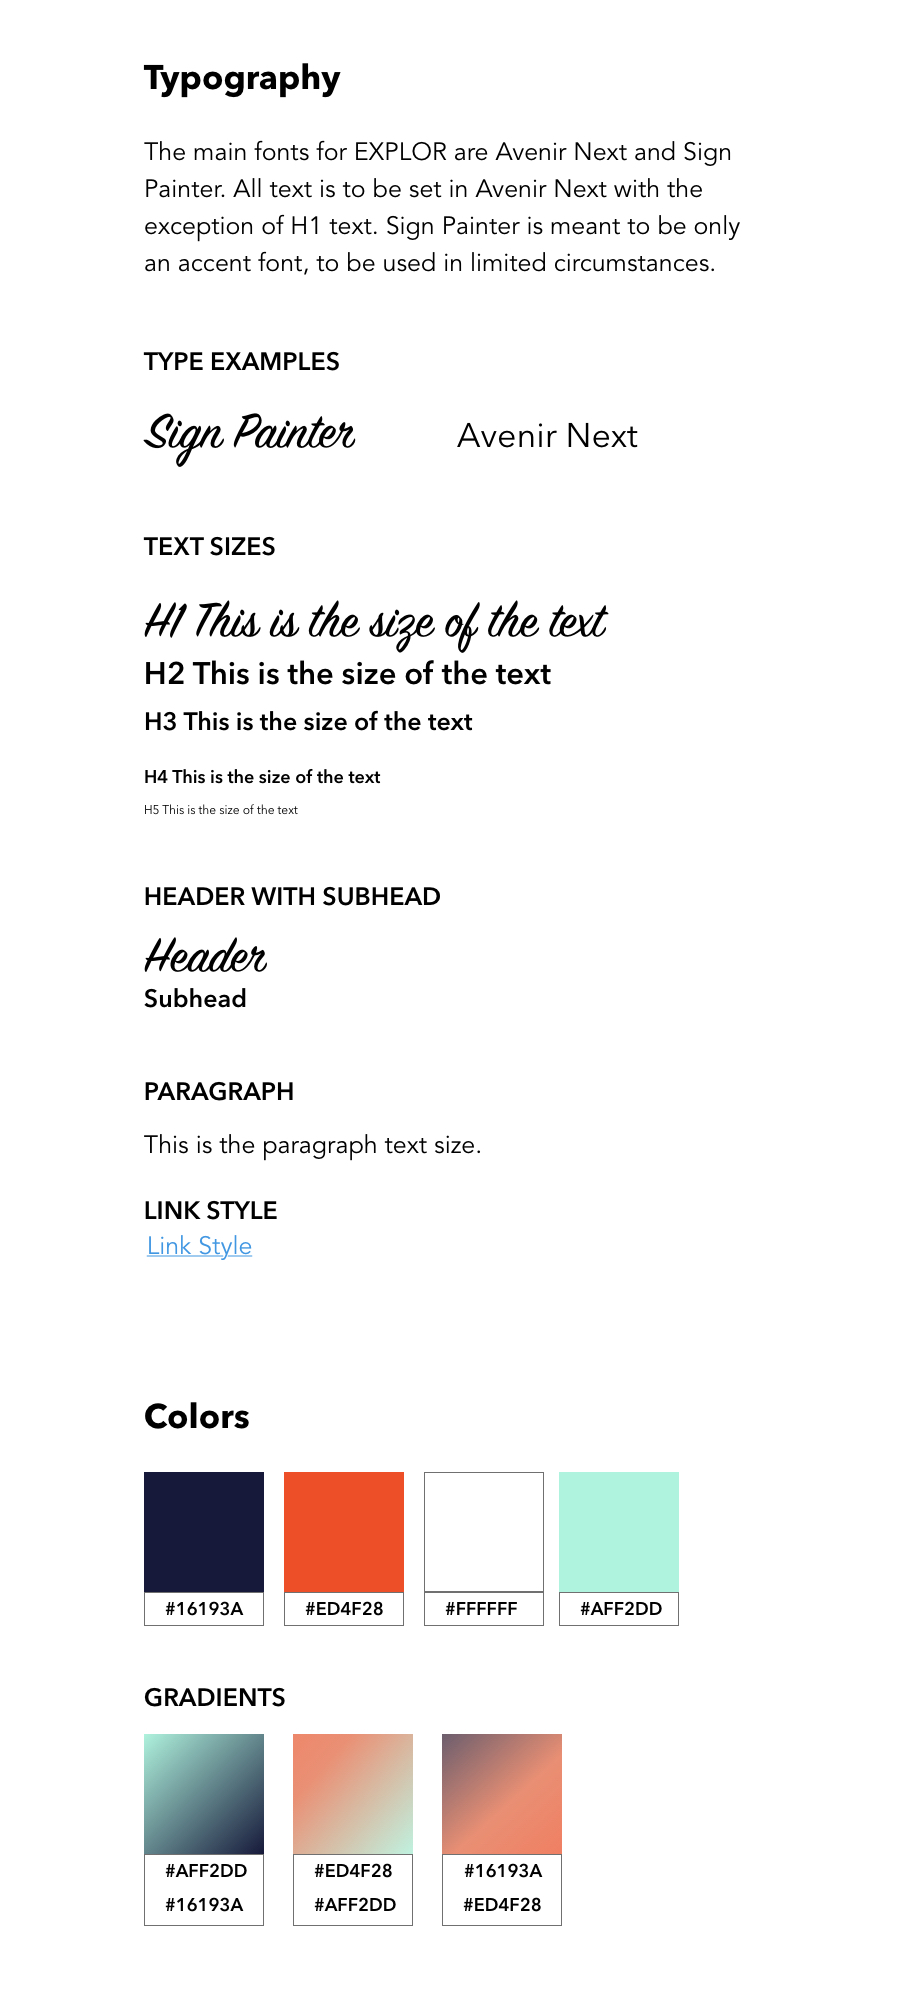 Typography
The main fonts for EXPLOR are Avenir Next and Sign
Painter. All text is to be set in Avenir Next with the
exception of H1 text. Sign Painter is meant to be only
an accent font, to be used in limited circumstances.
TYPE EXAMPLES
Sign Painter Avenir Next
TEXT SIZES
H1 This is the size of the text
H2 This is the size of the text
H3 This is the size of the text
H4 This is the size of the text
H5 This is the size of the text
HEADER WITH SUBHEAD
Header
Subhead
PARAGRAPH
This is the paragraph text size.
LINK STYLE
Link Style
Colors
#16193A #ED4F28 #FFFFFF #AFF2DD
GRADIENTS
#AFF2DD #ED4F28 #16193A
#16193A #AFF2DD #ED4F28